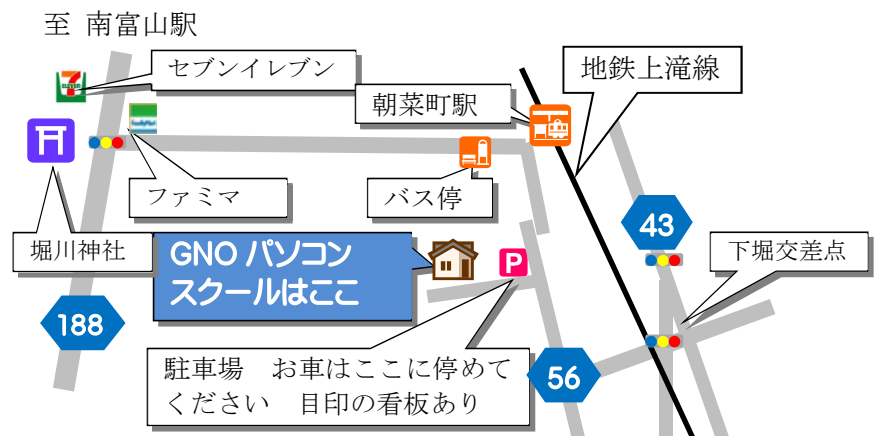 至 南富山駅
セブンイレブン
地鉄上滝線
7
ELEVEN
朝菜町駅
FamilyMart
ファミマ
バス停
堀川神社
GNO パソコン
スクールはここ
P
43
下堀交差点
188
駐車場 お車はここに停めて
ください 目印の看板あり
56